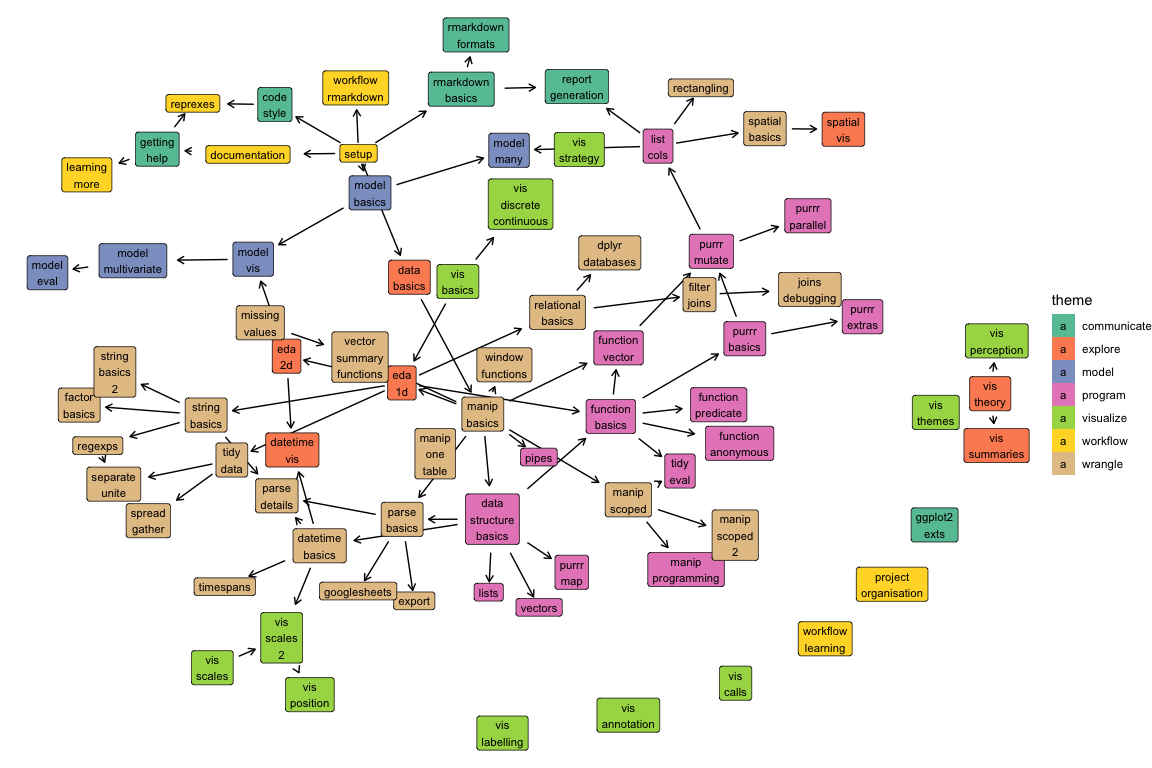 rmarkdown
formats
workflow
rmarkdown
rmarkdown
basics
report
generation
rectangling
reprexes
code
style
spatial
basics
spatial
vis
getting
help
documentation
setup
model
many
vis
strategy
list
cols
learning
more
model
basics
vis
discrete
continuous
purrr
parallel
model
eval
model
multivariate
model
vis
data
basics
vis
basics
dplyr
databases
purrr
mutate
filter
joins
joins
debugging
missing
values
relational
basics
purrr
extras
eda
2d
vector
summary
functions
window
functions
function
vector
purrr
basics
vis
perception
string
basics
2
eda
1d
vis
theory
factor
basics
string
basics
manip
basics
function
basics
function
predicate
vis
themes
regexps
tidy
data
datetime
vis
manip
one
table
pipes
function
anonymous
vis
summaries
separate
unite
parse
details
tidy
eval
spread
gather
parse
basics
data
structure
basics
manip
scoped
manip
scoped
2
ggplot2
exts
datetime
basics
manip
programming
timespans
googlesheets
export
lists
purrr
map
vectors
project
organisation
vis
scales
2
workflow
learning
vis
scales
vis
position
vis
calls
vis
labelling
vis
annotation
theme
a communicate
a explore
a model
a program
a visualize
a workflow
a wrangle